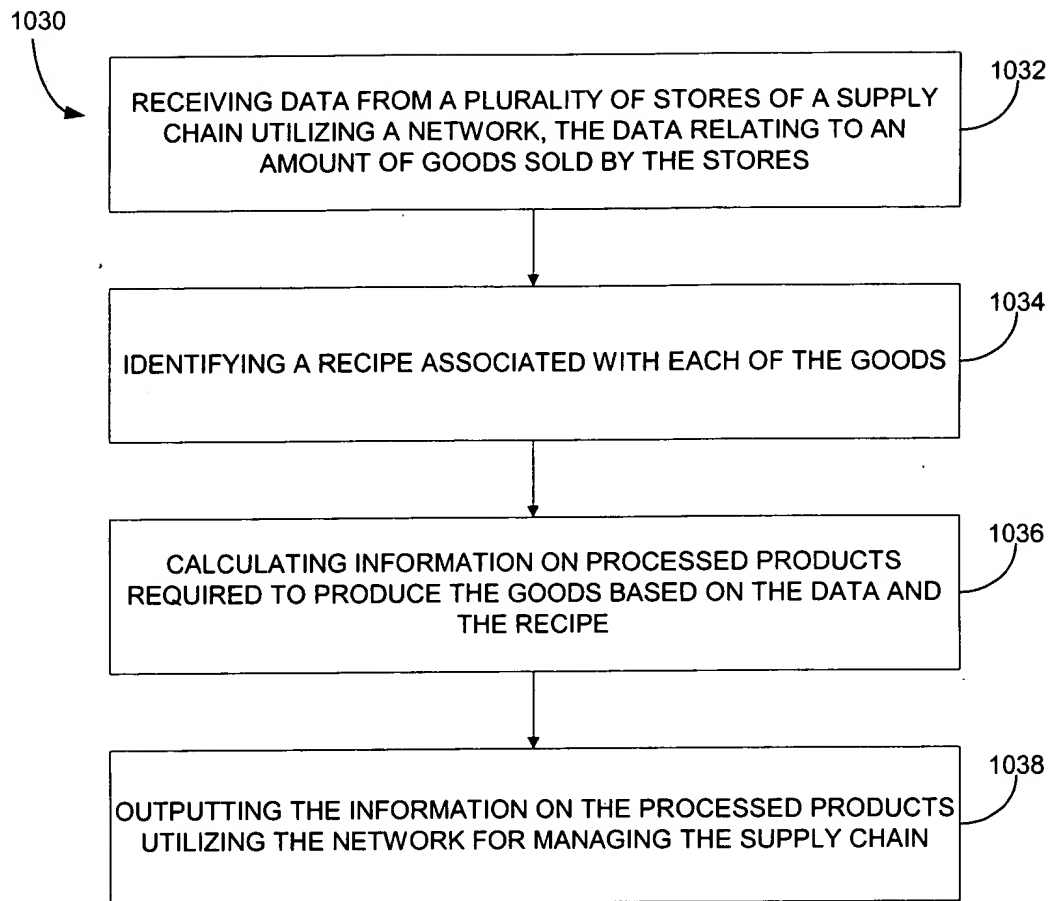 1030
1032
RECEIVING DATA FROM A PLURALITY OF STORES OF A SUPPLY
CHAIN UTILIZING A NETWORK, THE DATA RELATING TO AN
AMOUNT OF GOODS SOLD BY THE STORES
1034
IDENTIFYING A RECIPE ASSOCIATED WITH EACH OF THE GOODS
1036
CALCULATING INFORMATION ON PROCESSED PRODUCTS
REQUIRED TO PRODUCE THE GOODS BASED ON THE DATA AND
THE RECIPE
1038
OUTPUTTING THE INFORMATION ON THE PROCESSED PRODUCTS
UTILIZING THE NETWORK FOR MANAGING THE SUPPLY CHAIN